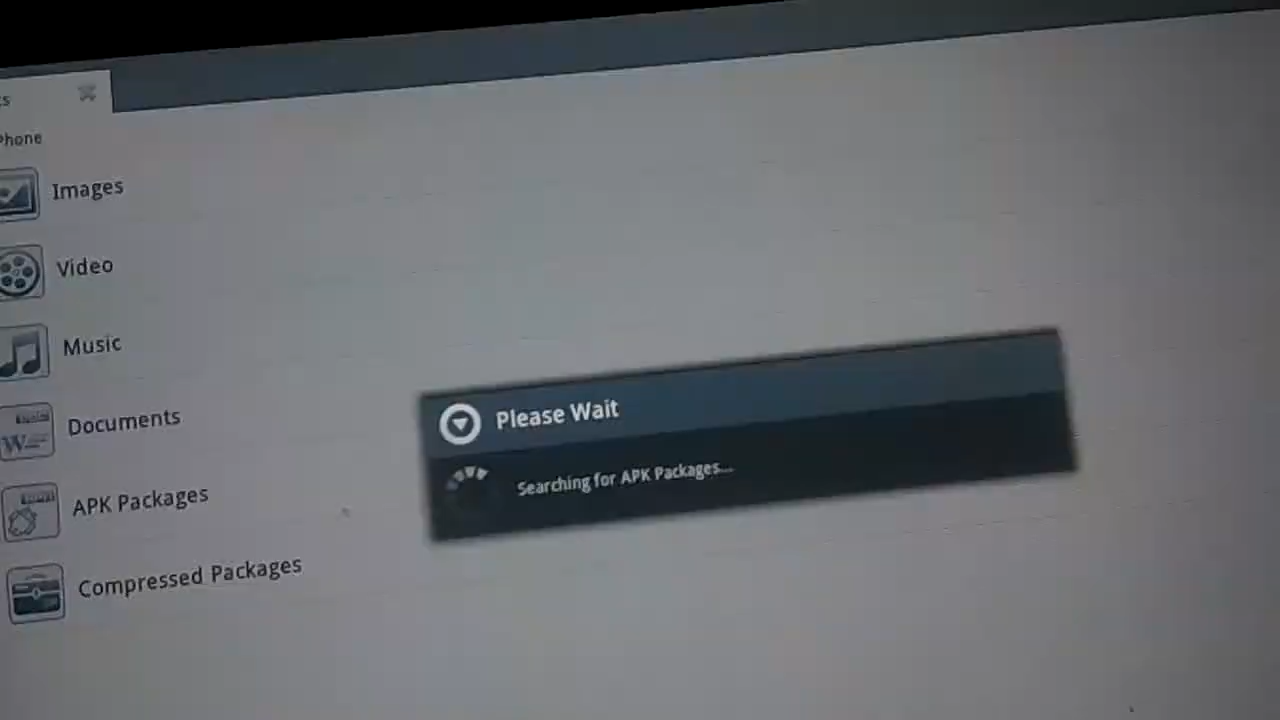 Phone
Images
Video
Music
Documents
APK Packages
Compressed Packages
Please Wait
Searching for APK Packages...